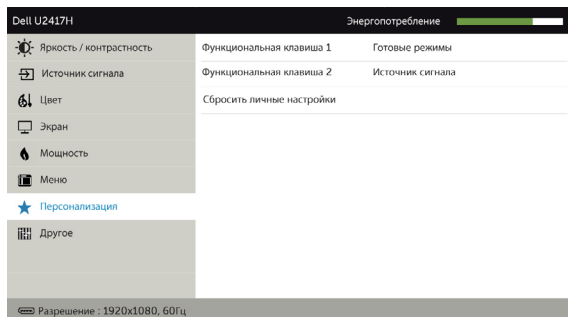 Dell U2417H Энергопотребление
Яркость / контрастность Функциональная клавиша 1 Готовые режимы
Источник сигнала Функциональная клавиша 2 Источник сигнала
Цвет Сбросить личные настройки
Экран
Мощность
Меню
Персонализация
Другое
Разрешение : 1920x1080, 60Гц